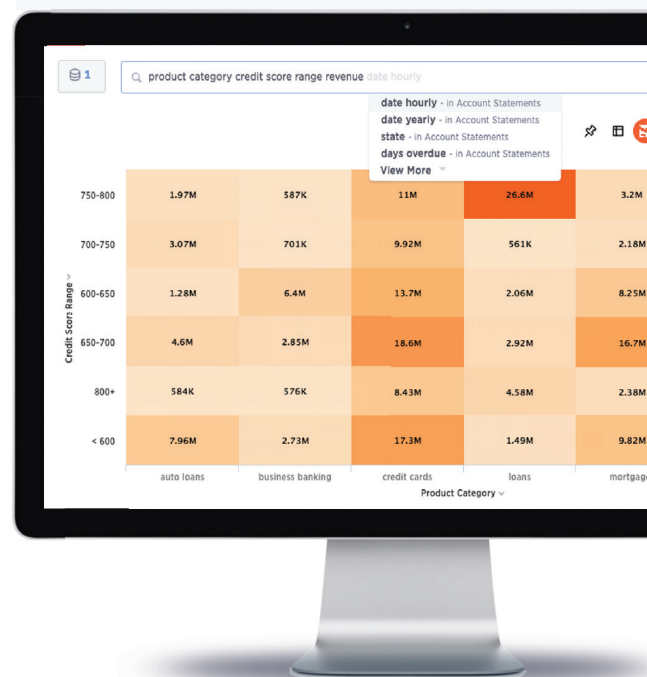 1
product category credit score range revenue date hourly
date hourly - in Account Statements
date yearly - in Account Statements
state - in Account Statements
days overdue - in Account Statements
View More
750-800 1.97M 587K 11M 26.6M 3.2M
700-750 3.07M 701K 9.92M 561K 2.18M
600-650 1.28M 6.4M 13.7M 2.06M 8.25M
650-700 4.6M 2.85M 18.6M 2.92M 16.7M
800+ 584K 576K 8.43M 4.58M 2.38M
< 600 7.96M 2.73M 17.3M 1.49M 9.82M
Credit Score Range
auto loans business banking credit cards loans mortgage
Product Category